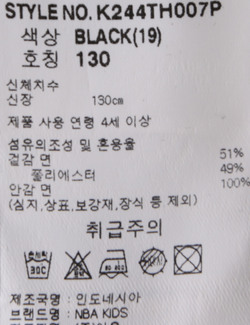 STYLE NO. K244TH007P
색상 BLACK(19)
호칭 130
신체치수
신장 130㎝
제품 사용 연령 4세 이상
섬유의조성 및 혼용율
겉감 면 51%
폴리에스터 49%
안감 면 100%
(심지,상표,보강재,장식 등 제외)
취급주의
30C
제조국명 : 인도네시아
브랜드명 : NBA KIDS